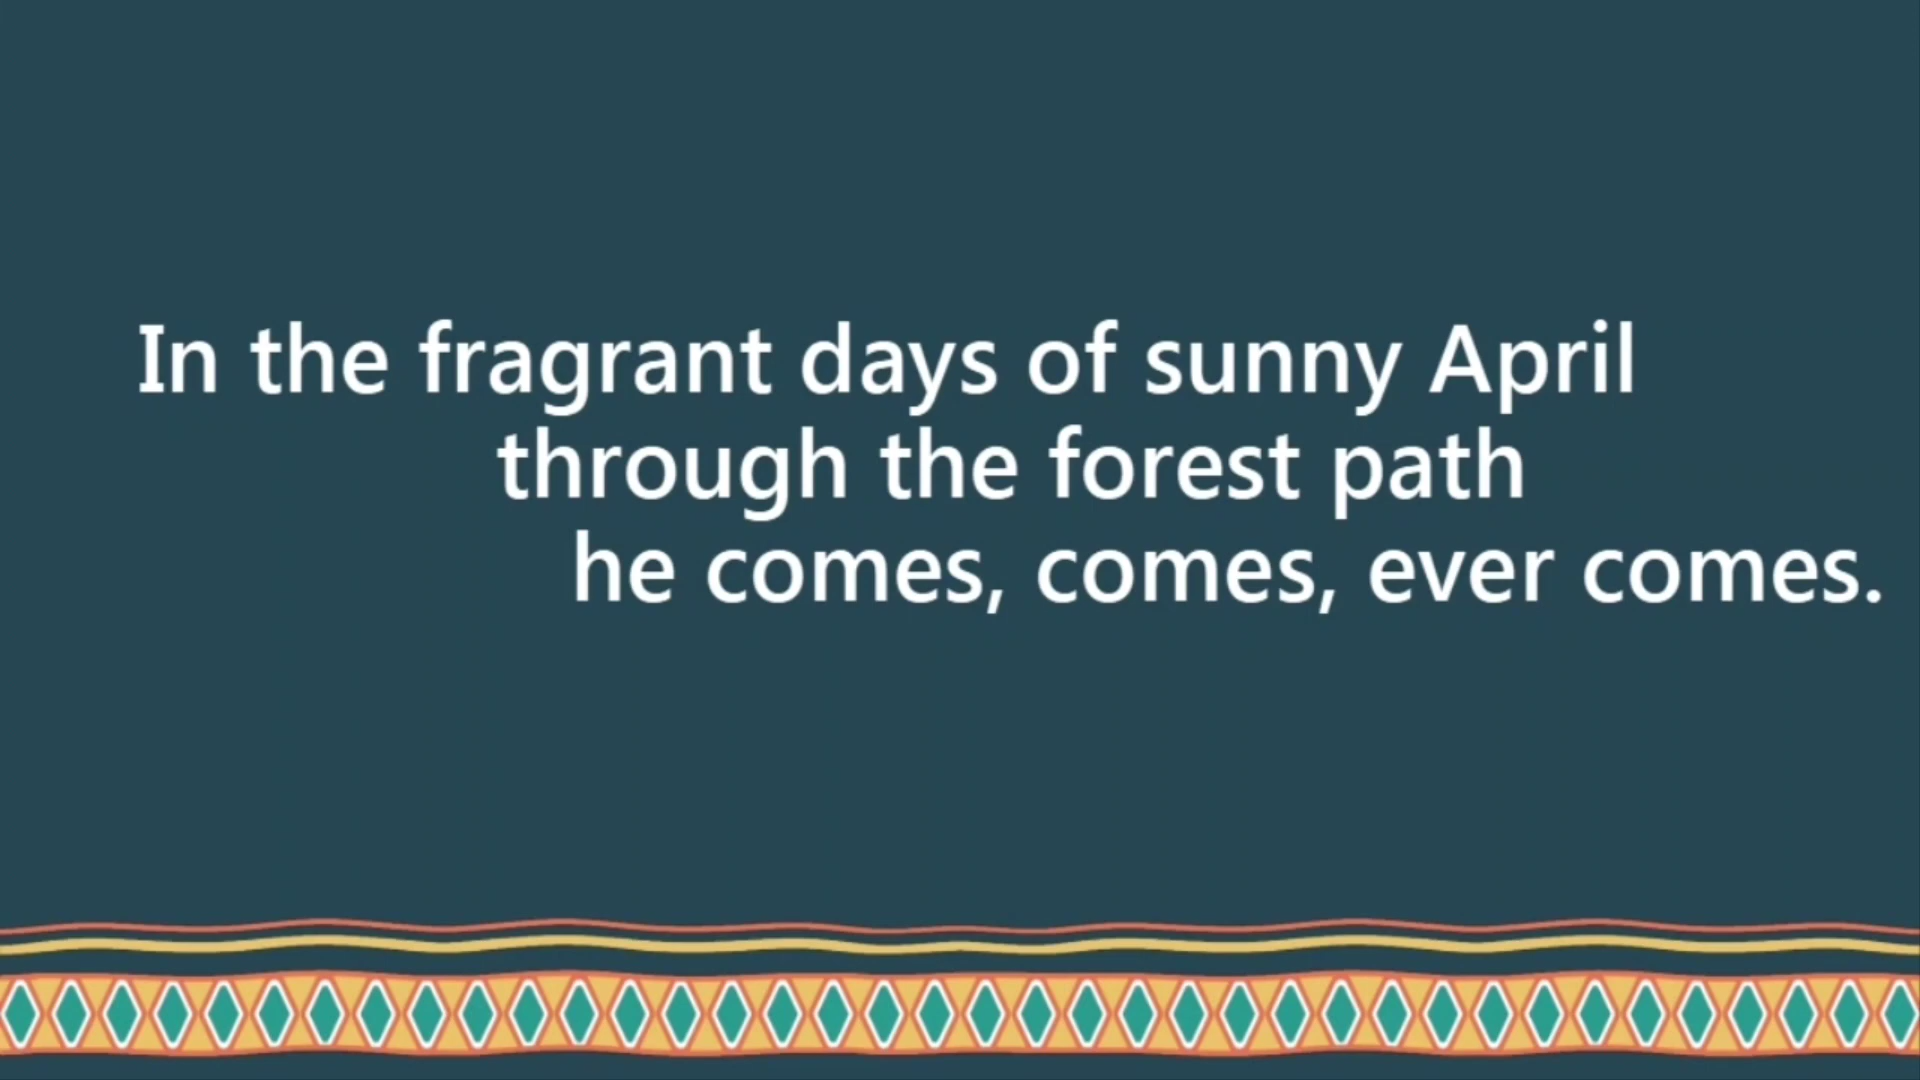 In the fragrant days of sunny April
through the forest path
he comes, comes, ever comes.